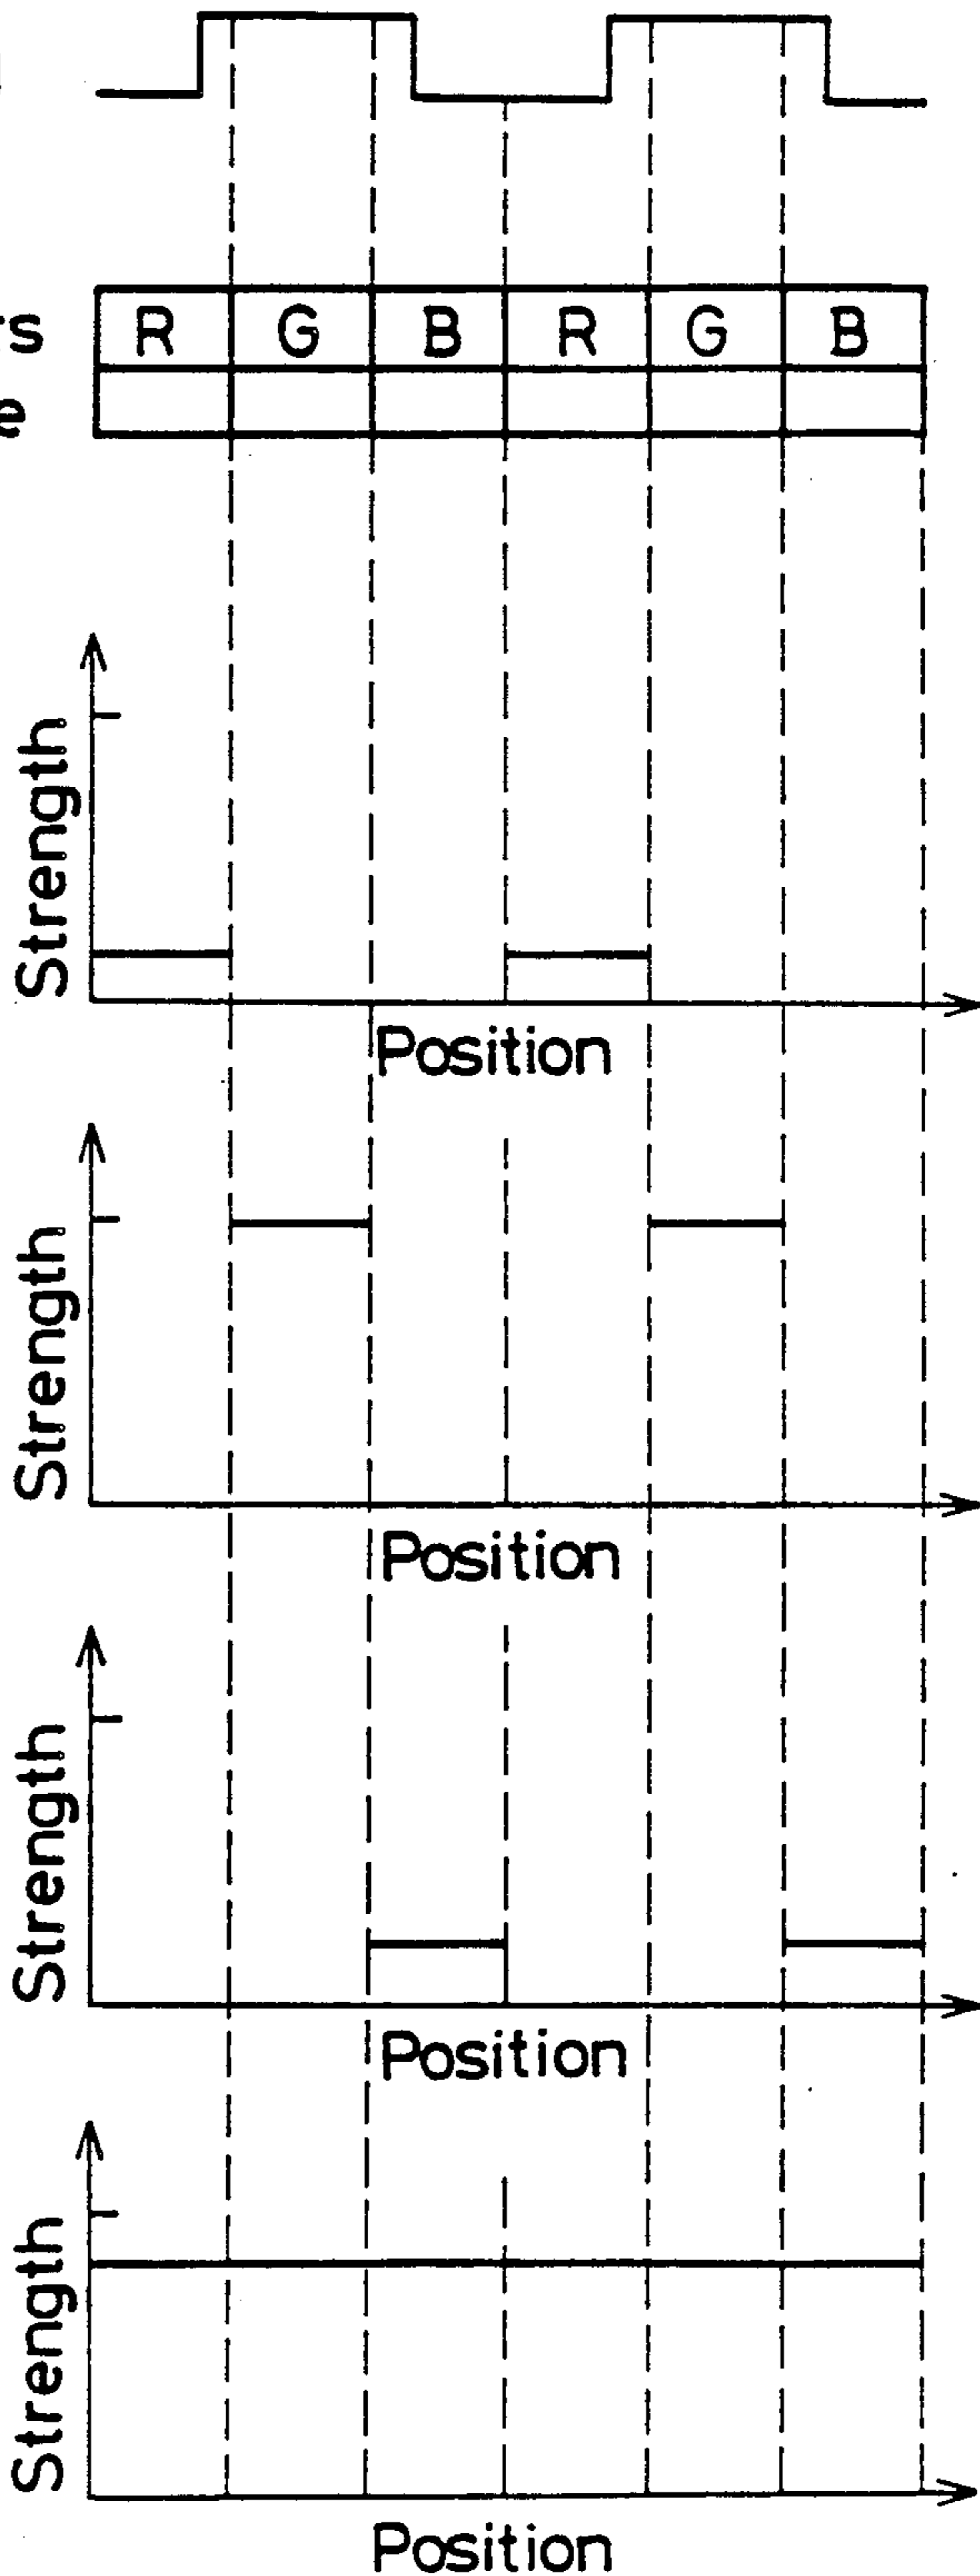 R G B R G B
Strength
Position
Strength
Position
Strength
Position
Strength
Position